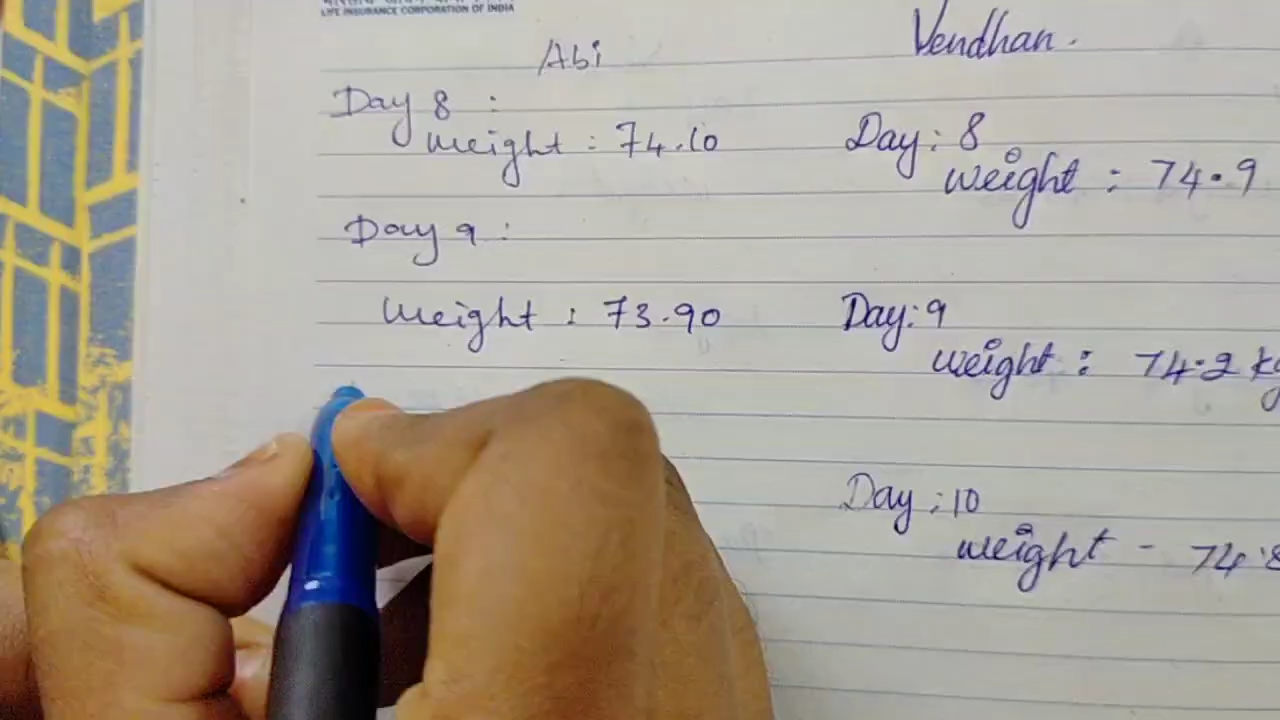 LIFE INSURANCE CORPORATION OF INDIA
Abi
Day 8 :
weight : 74.10
Day 9 :
weight : 73.90
Vendhan.
Day : 8
weight : 74.9
Day : 9
weight : 74.2 kg
Day : 10
weight - 74.8